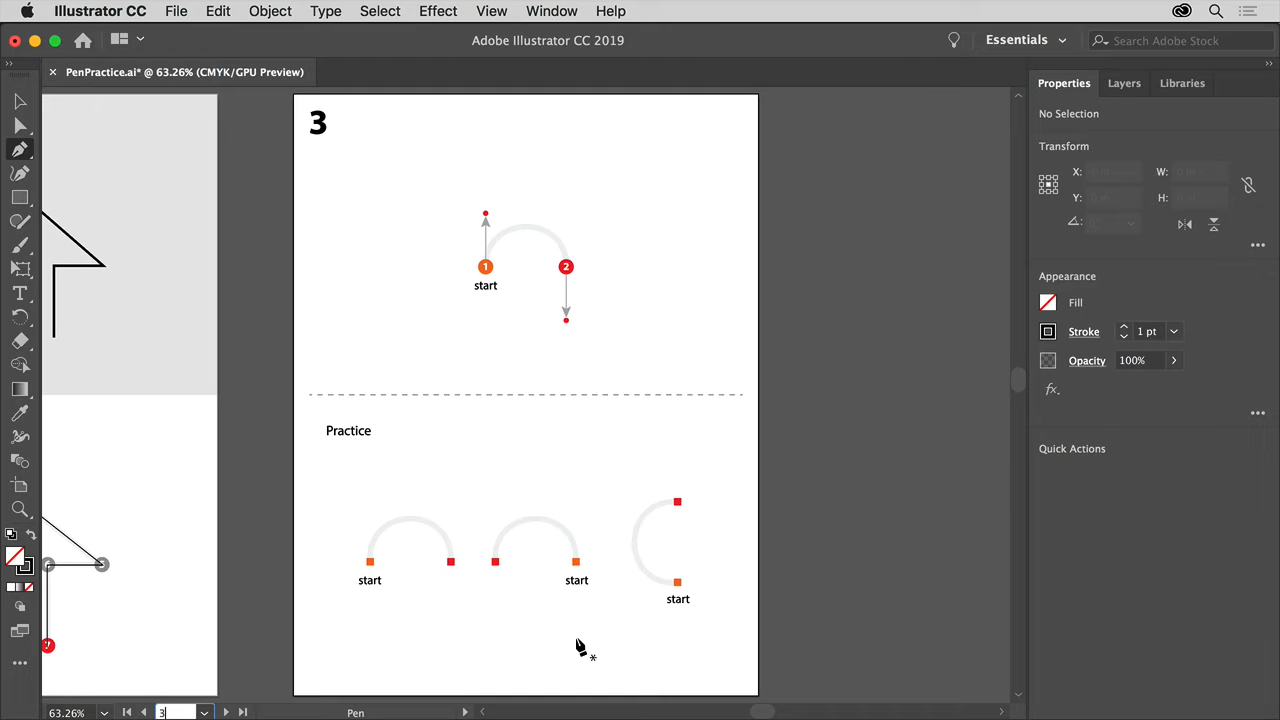 Illustrator CC File Edit Object Type Select Effect View Window Help
Adobe Illustrator CC 2019
Essentials
Search Adobe Stock
PenPractice.ai* @ 63.26% (CMYK/GPU Preview)
Properties Layers Libraries
No Selection
Transform
X: W:
Y: H:
Appearance
Fill
Stroke 1 pt
Opacity 100%
fx.
Quick Actions
3
1 2
start
Practice
start start
start
63.26% 3 Pen